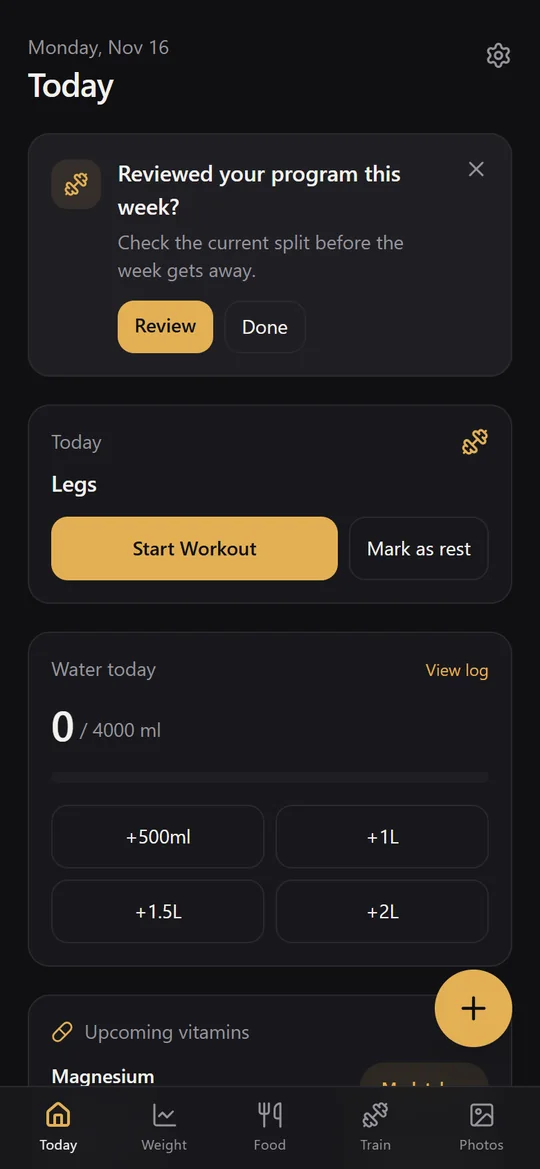 Monday, Nov 16
Today
Reviewed your program this
week?
Check the current split before the
week gets away.
Review
Done
Today
Legs
Start Workout
Mark as rest
Water today
View log
0 / 4000 ml
+500ml
+1L
+1.5L
+2L
Upcoming vitamins
Magnesium
Today
Weight
Food
Train
Photos